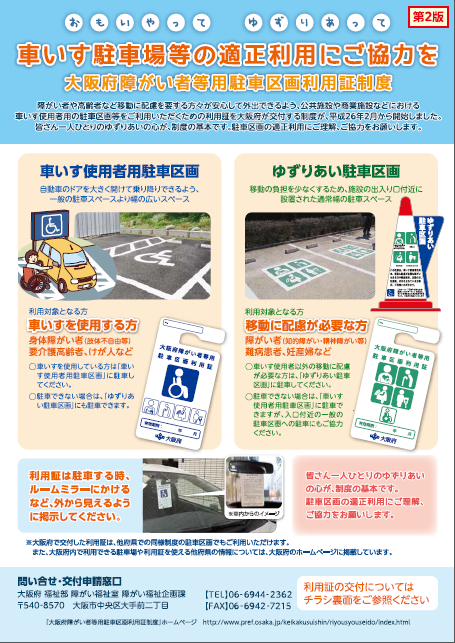 おもいやって ゆずりあって
第2版
車いす駐車場等の適正利用にご協力を
大阪府障がい者等用駐車区画利用証制度
障がい者や高齢者など移動に配慮を要する方々が安心して外出できるよう、公共施設や商業施設などにおける
車いす使用者用の駐車区画等をご利用いただくための利用証を大阪府が交付する制度が、平成26年2月から開始しました。
皆さん一人ひとりのゆずりあいの心が、制度の基本です。駐車区画の適正利用にご理解、ご協力をお願いします。
車いす使用者用駐車区画
自動車のドアを大きく開けて乗り降りできるよう、
一般の駐車スペースより幅の広いスペース
利用対象となる方
車いすを使用する方
身体障がい者(肢体不自由等)
要介護高齢者、けが人など
○車いすを使用している方は「車い
す使用者用駐車区画」に駐車し
てください。
○駐車できない場合は、「ゆずりあ
い駐車区画」にも駐車できます。
大阪府障がい者等用
駐車区画利用証
大阪府
ゆずりあい駐車区画
移動の負担を少なくするため、施設の出入り口付近に
設置された通常幅の駐車スペース
ゆずりあい
駐車区画
利用対象となる方
移動に配慮が必要な方
障がい者(知的障がい・精神障がい等)
難病患者、妊産婦など
○車いす使用者以外の移動に配慮
が必要な方は、「ゆずりあい駐車
区画」に駐車してください。
○駐車できない場合は、「車いす
使用者用駐車区画」に駐車で
きますが、入口付近の一般の
駐車区画への駐車にもご協力
ください。
大阪府障がい者等用
駐車区画利用証
大阪府
利用証は駐車する時、
ルームミラーにかける
など、外から見えるよう
に掲示してください。
※車内からのイメージ
皆さん一人ひとりのゆずりあい
の心が、制度の基本です。
駐車区画の適正利用にご理解、
ご協力をお願いします。
※大阪府で交付した利用証は、他府県での同様制度の駐車区画でもご利用いただけます。
また、大阪府内で利用できる駐車場や利用証を使える他府県の情報については、大阪府のホームページに掲載しています。
問い合せ・交付申請窓口
大阪府 福祉部 障がい福祉室 障がい福祉企画課
〒540-8570 大阪市中央区大手前二丁目
【TEL】06-6944-2362
【FAX】06-6942-7215
利用証の交付については
チラシ裏面をご参照ください
「大阪府障がい者等用駐車区画利用証制度」ホームページ http://www.pref.osaka.jp/keikakusuishin/riyousyouseido/index.html